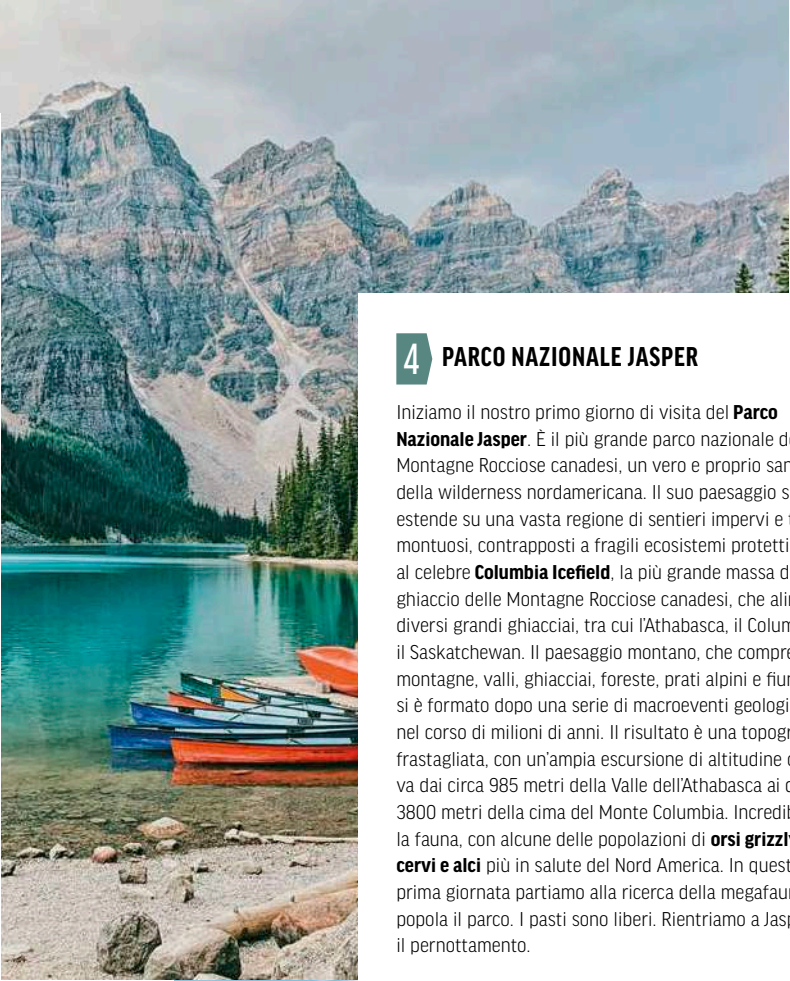 4 PARCO NAZIONALE JASPER
Iniziamo il nostro primo giorno di visita del Parco
Nazionale Jasper. È il più grande parco nazionale
Montagne Rocciose canadesi, un vero e proprio
della wilderness nordamericana. Il suo paesaggio
estende su una vasta regione di sentieri impervi e
montuosi, contrapposti a fragili ecosistemi protetti
al celebre Columbia Icefield, la più grande massa
ghiaccio delle Montagne Rocciose canadesi, che
diversi grandi ghiacciai, tra cui l'Athabasca, il
il Saskatchewan. Il paesaggio montano, che
montagne, valli, ghiacciai, foreste, prati alpini e
si è formato dopo una serie di macroeventi
nel corso di milioni di anni. Il risultato è una
frastagliata, con un'ampia escursione di altitudine
va dai circa 985 metri della Valle dell'Athabasca ai
3800 metri della cima del Monte Columbia.
la fauna, con alcune delle popolazioni di orsi
cervi e alci più in salute del Nord America. In
prima giornata partiamo alla ricerca della
popola il parco. I pasti sono liberi. Rientriamo a
il pernottamento.